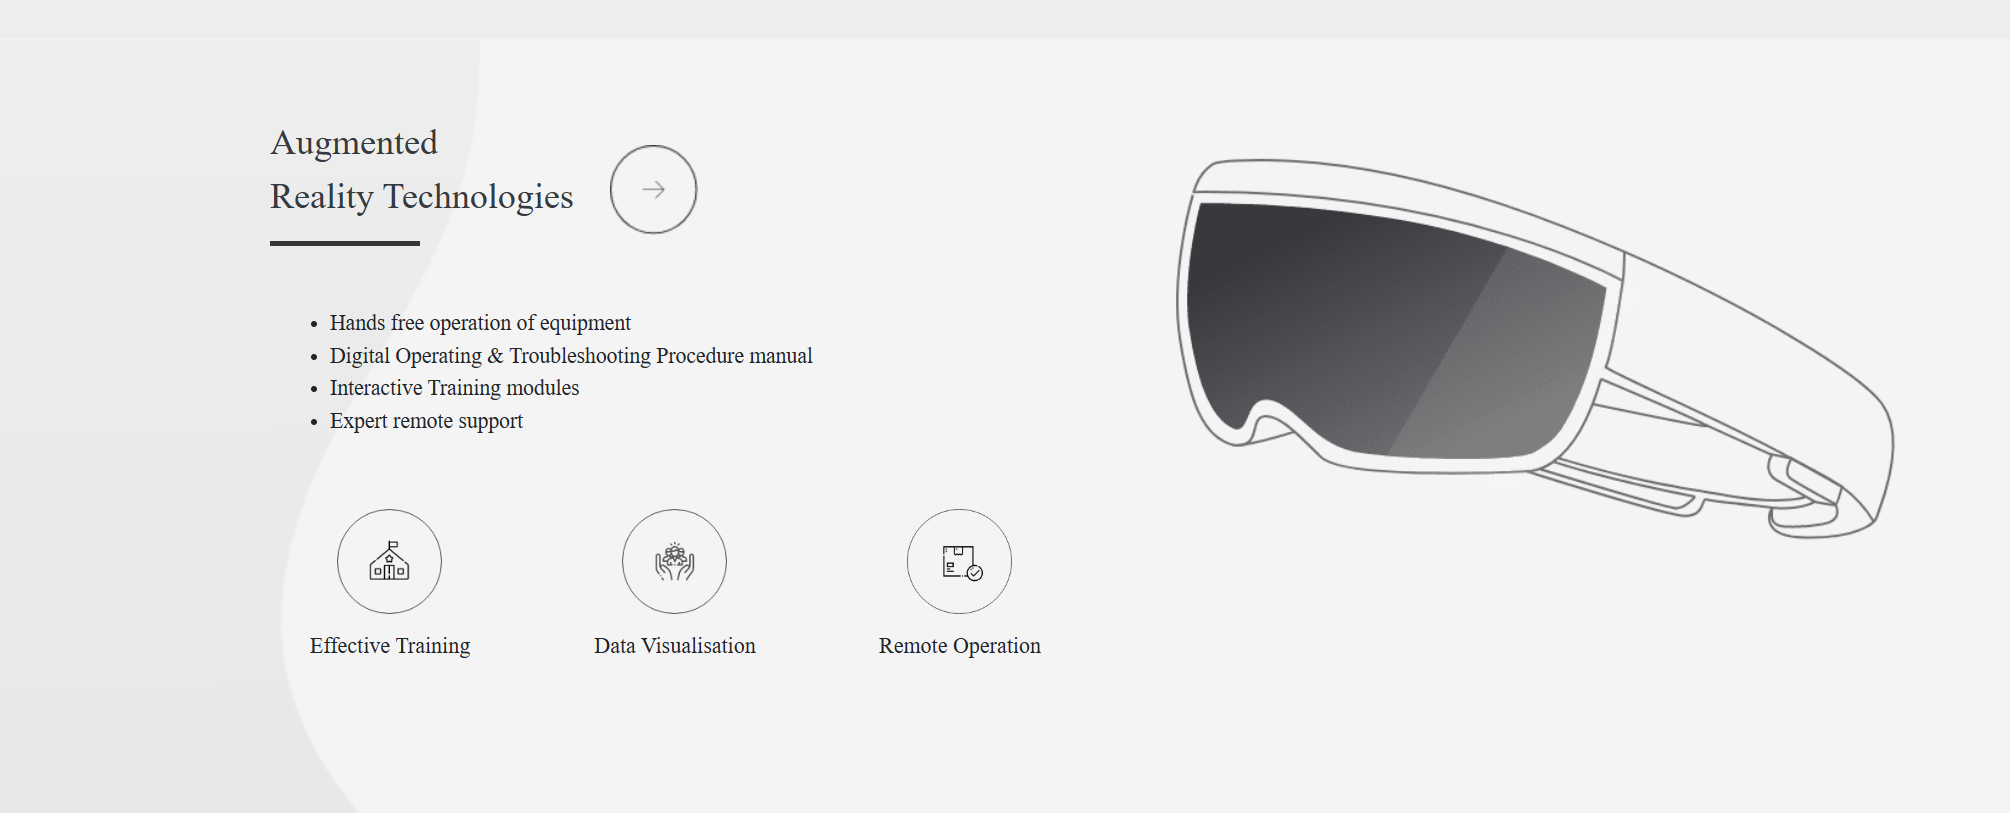 Augmented
Reality Technologies
Hands free operation of equipment
Digital Operating & Troubleshooting Procedure manual
Interactive Training modules
Expert remote support
Effective Training
Data Visualisation
Remote Operation